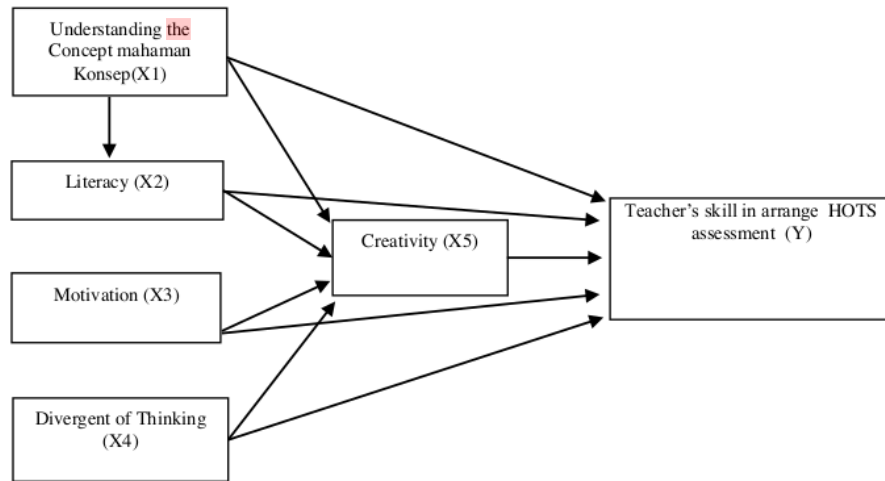 Understanding the
Concept mahaman
Konsep(X1)
Literacy (X2)
Teacher's skill in arrange HOTS
assessment (Y)
Creativity (X5)
Motivation (X3)
Divergent of Thinking
(X4)